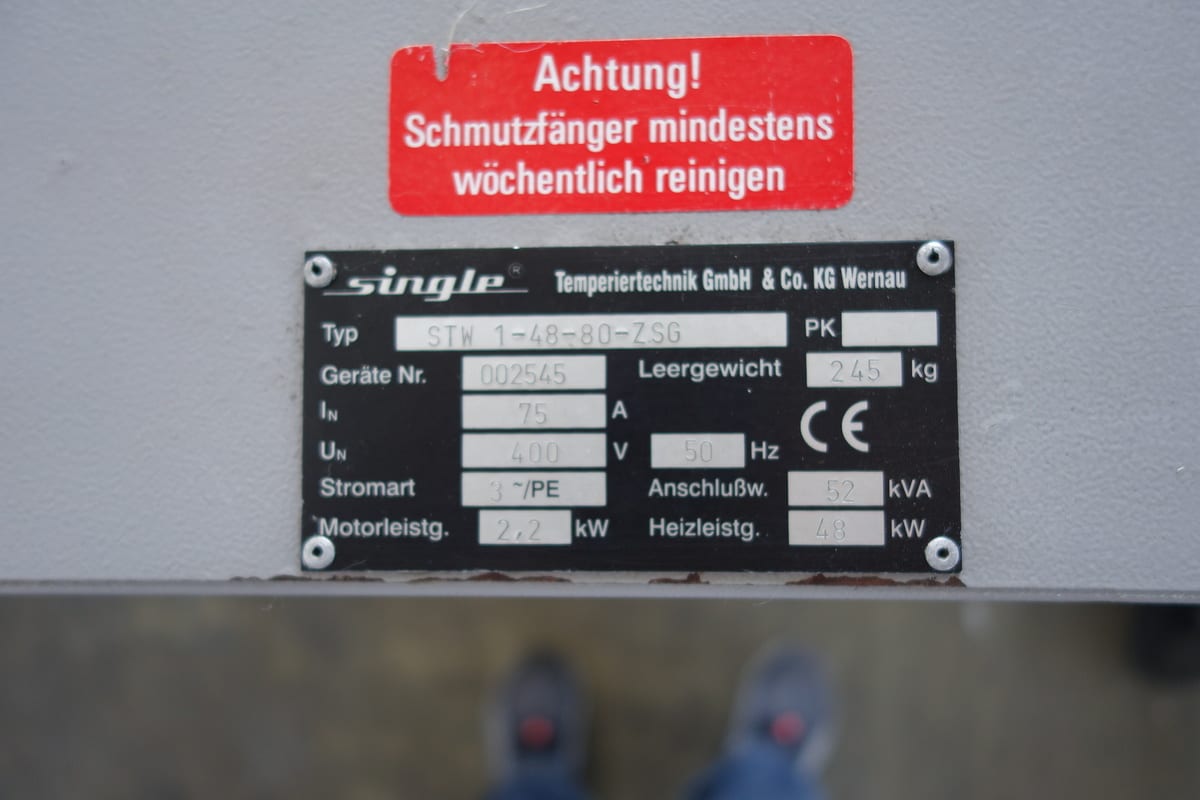 Achtung!
Schmutzfänger mindestens
wöchentlich reinigen
single® Temperiertechnik GmbH & Co. KG Wernau
Typ STW 1-48-80-ZSG PK
Geräte Nr. 002545 Leergewicht 245 kg
IN 75 A CE
UN 400 V 50 Hz
Stromart 3 ~/PE Anschlußw. 52 kVA
Motorleistg. 2,2 kW Heizleistg. 48 kW